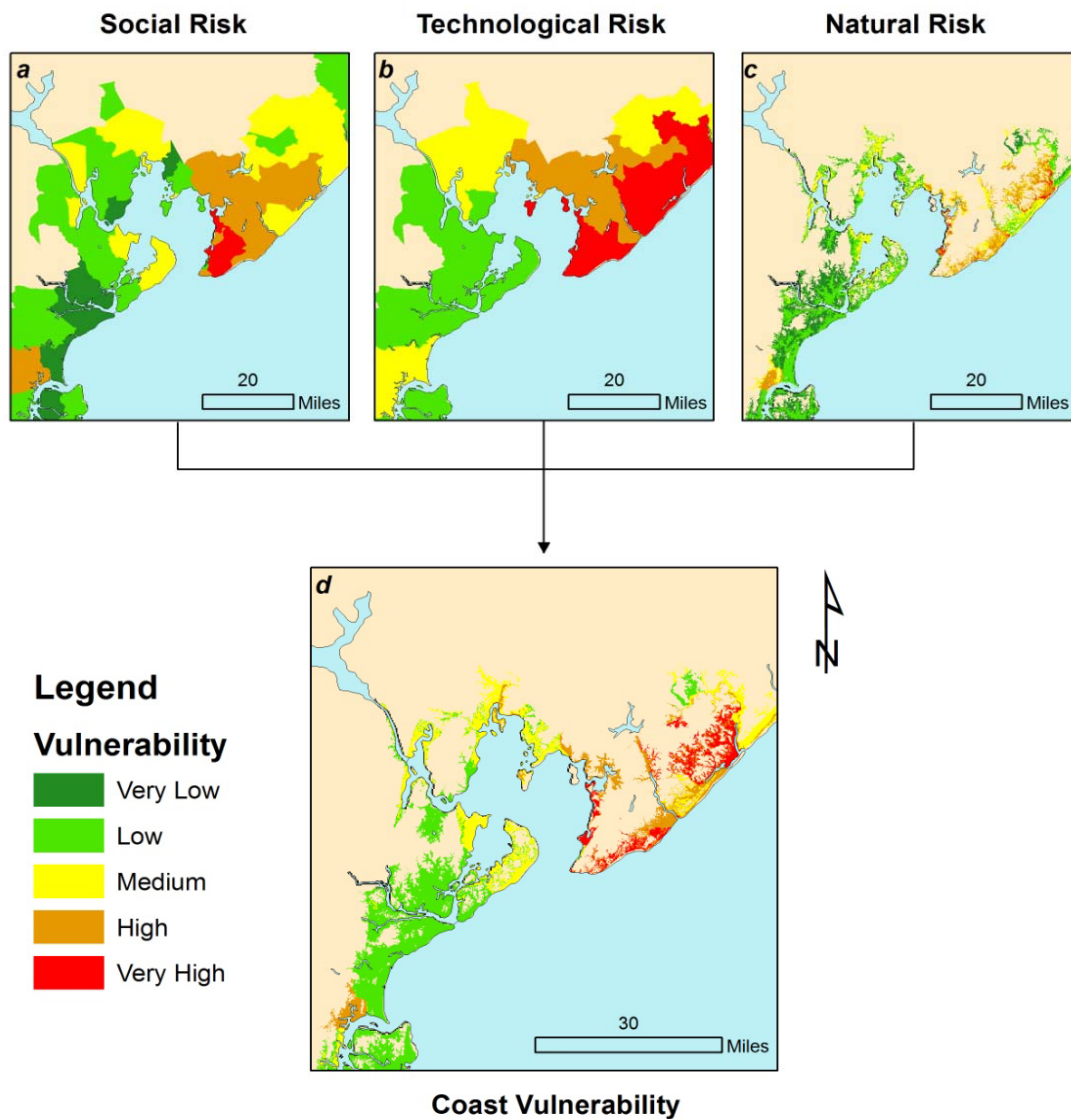 Social Risk
Technological Risk
Natural Risk
a
b
c
20
Miles
20
Miles
20
Miles
d
N
Legend
Vulnerability
Very Low
Low
Medium
High
Very High
30
Miles
Coast Vulnerability